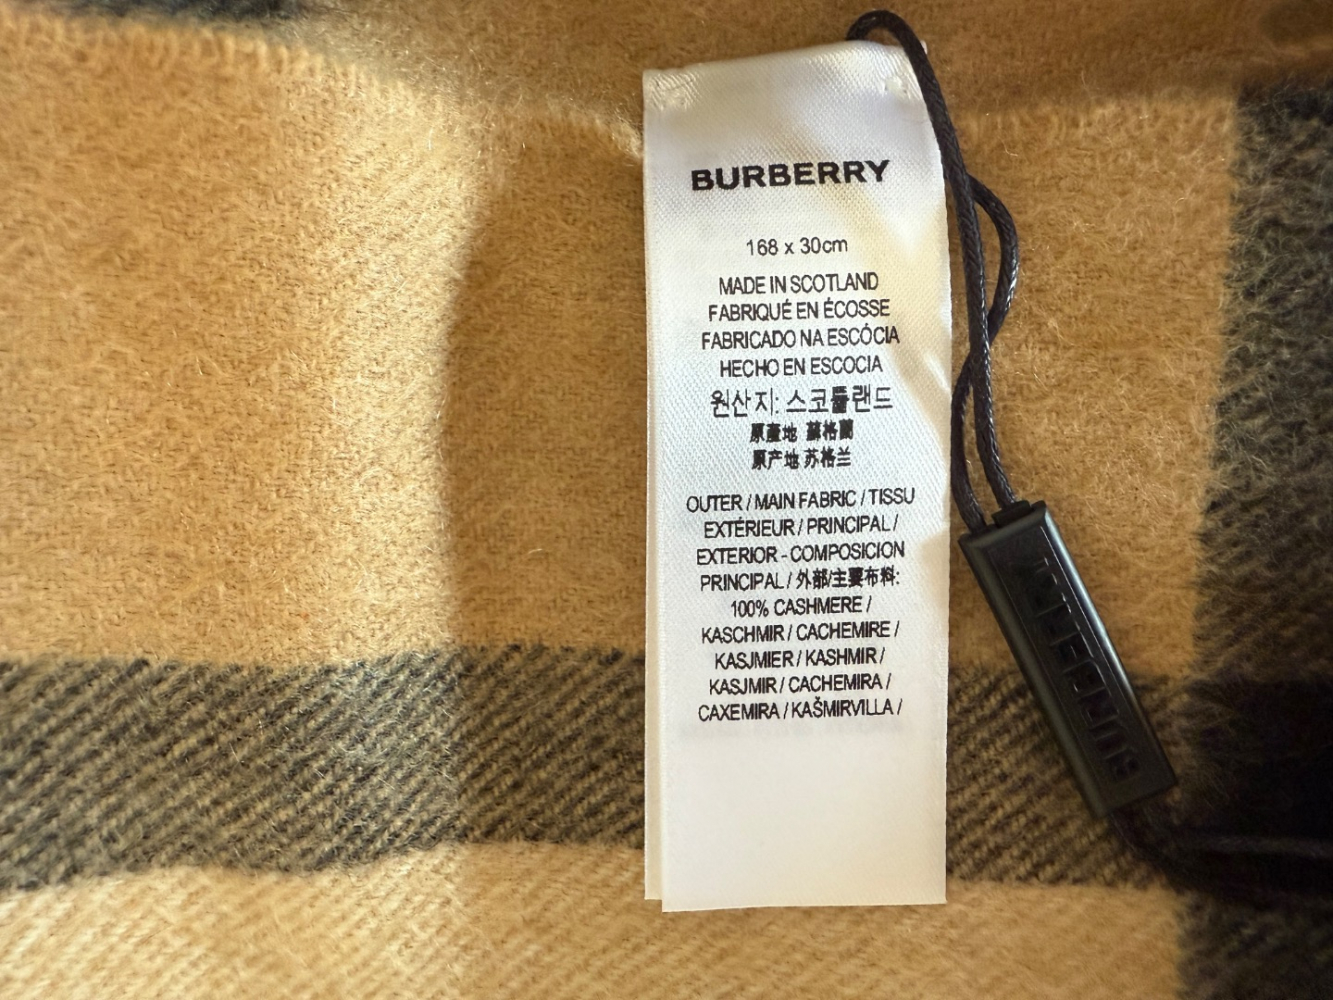 BURBERRY
168 x 30cm
MADE IN SCOTLAND
FABRIQUÉ EN ÉCOSSE
FABRICADO NA ESCÓCIA
HECHO EN ESCOCIA
원산지: 스코틀랜드
原產地 蘇格蘭
原产地 苏格兰
OUTER / MAIN FABRIC / TISSU
EXTÉRIEUR / PRINCIPAL /
EXTERIOR - COMPOSICION
PRINCIPAL / 外部/主要布料:
100% CASHMERE /
KASCHMIR / CACHEMIRE /
KASJMIER / KASHMIR /
KASJMIR / CACHEMIRA /
CAXEMIRA / KAŠMIRVILLA /
BURBERRY